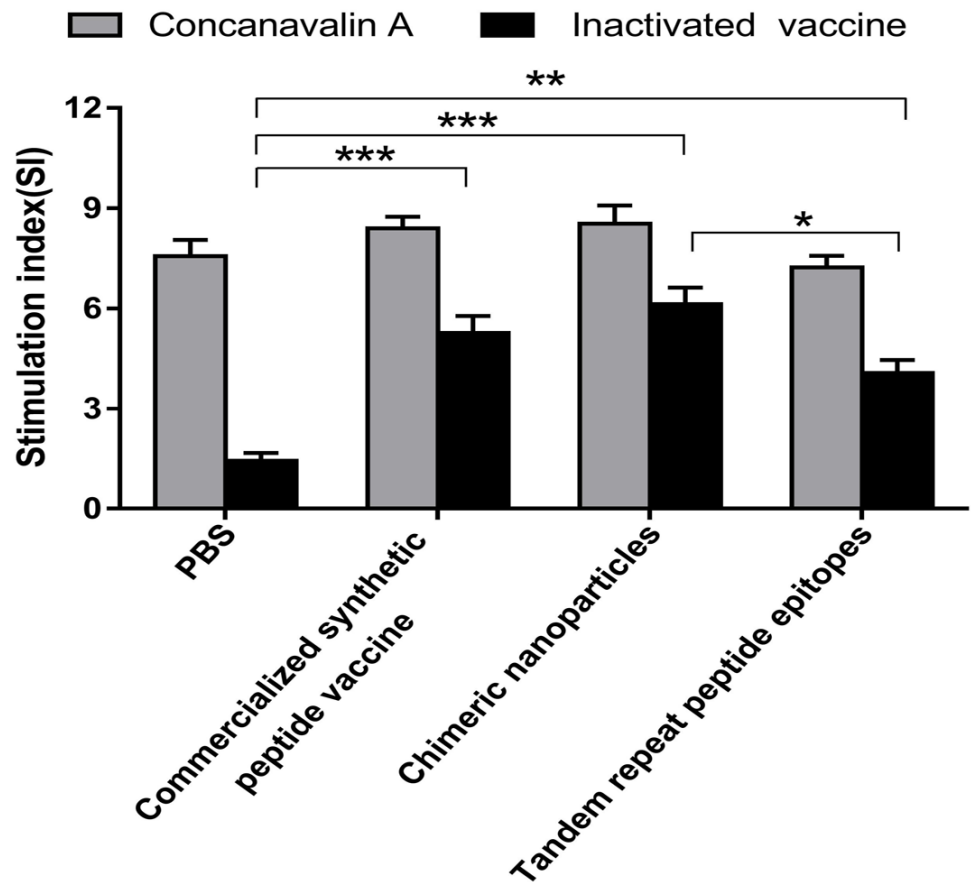 Concanavalin A
Inactivated vaccine
Stimulation index(SI)
12
9
6
3
0
**
***
***
*
PBS
Commercialized synthetic
peptide vaccine
Chimeric nanoparticles
Tandem repeat peptide epitopes